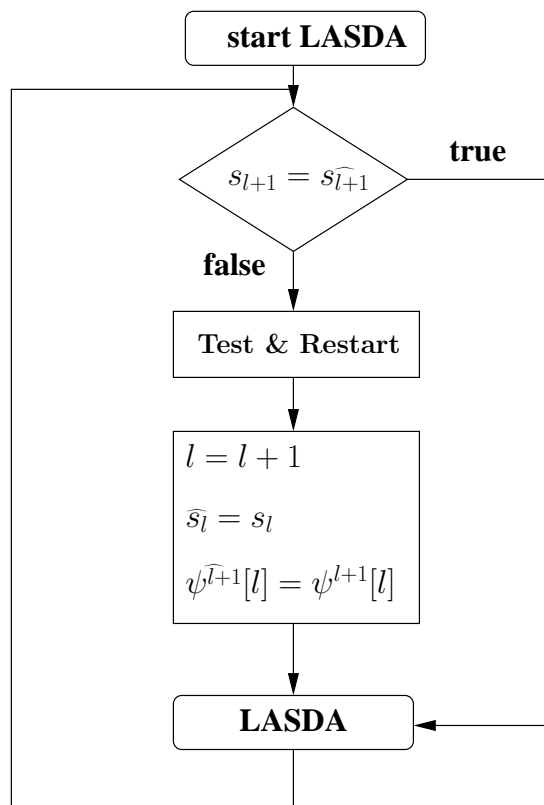 start LASDA
$s_{l+1} = s_{\widehat{l+1}}$
true
false
Test & Restart
$l = l + 1$
$\widehat{s_l} = s_l$
$\psi^{\widehat{l+1}}[l] = \psi^{l+1}[l]$
LASDA